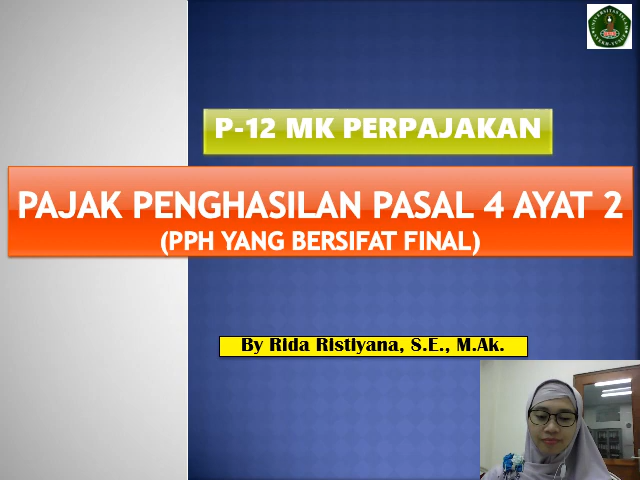 P-12 MK PERPAJAKAN
PAJAK PENGHASILAN PASAL 4 AYAT 2
(PPH YANG BERSIFAT FINAL)
By Rida Ristiyana, S.E., M.Ak.